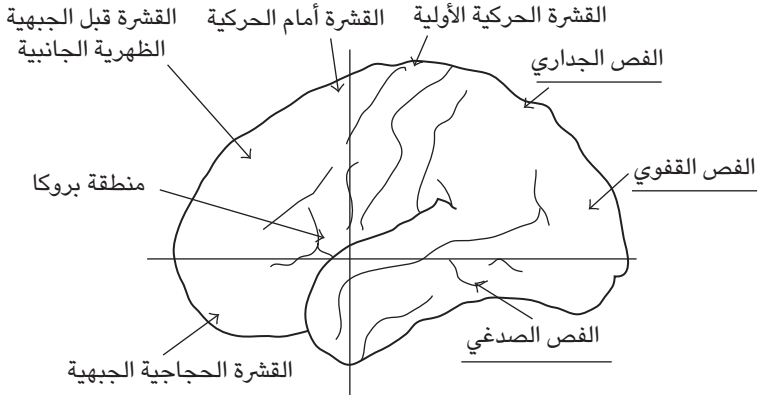 القشرة الحركية الأولية
القشرة أمام الحركية
القشرة قبل الجبهية
الظهرية الجانبية
الفص الجداري
الفص القفوي
منطقة بروكا
الفص الصدغي
القشرة الحجاجية الجبهية